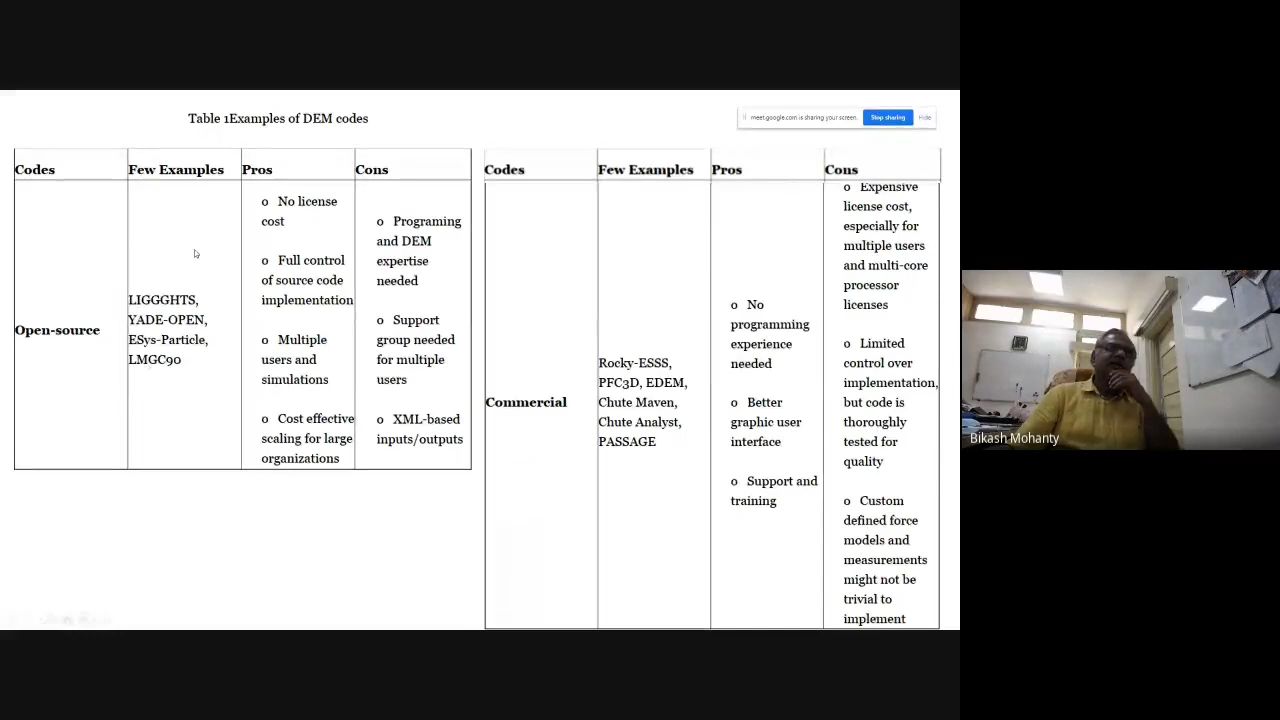 Table 1Examples of DEM codes
meet.google.com is sharing your screen.
Stop sharing
Hide
Codes
Few Examples
Pros
Cons
Open-source
LIGGGHTS,
YADE-OPEN,
ESys-Particle,
LMGC90
o No license
cost
o Full control
of source code
implementation
o Multiple
users and
simulations
o Cost effective
scaling for large
organizations
o Programing
and DEM
expertise
needed
o Support
group needed
for multiple
users
o XML-based
inputs/outputs
Codes
Few Examples
Pros
Cons
Commercial
Rocky-ESSS,
PFC3D, EDEM,
Chute Maven,
Chute Analyst,
PASSAGE
o No
programming
experience
needed
o Better
graphic user
interface
o Support and
training
o Expensive
license cost,
especially for
multiple users
and multi-core
processor
licenses
o Limited
control over
implementation,
but code is
thoroughly
tested for
quality
o Custom
defined force
models and
measurements
might not be
trivial to
implement
Bikash Mohanty